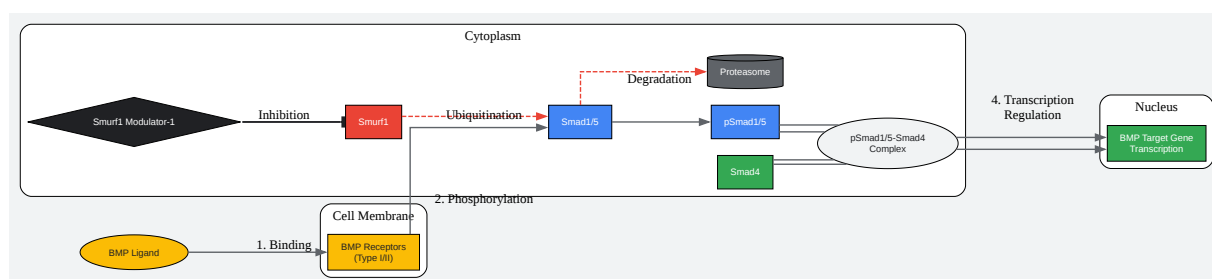 Cytoplasm
Proteasome
Degradation
4. Transcription
Regulation
Nucleus
Smurf1 Modulator-1
Inhibition
Smurf1
Ubiquitination
Smad1/5
pSmad1/5
pSmad1/5-Smad4
Complex
BMP Target Gene
Transcription
Smad4
2. Phosphorylation
Cell Membrane
BMP Ligand
1. Binding
BMP Receptors
(Type I/II)